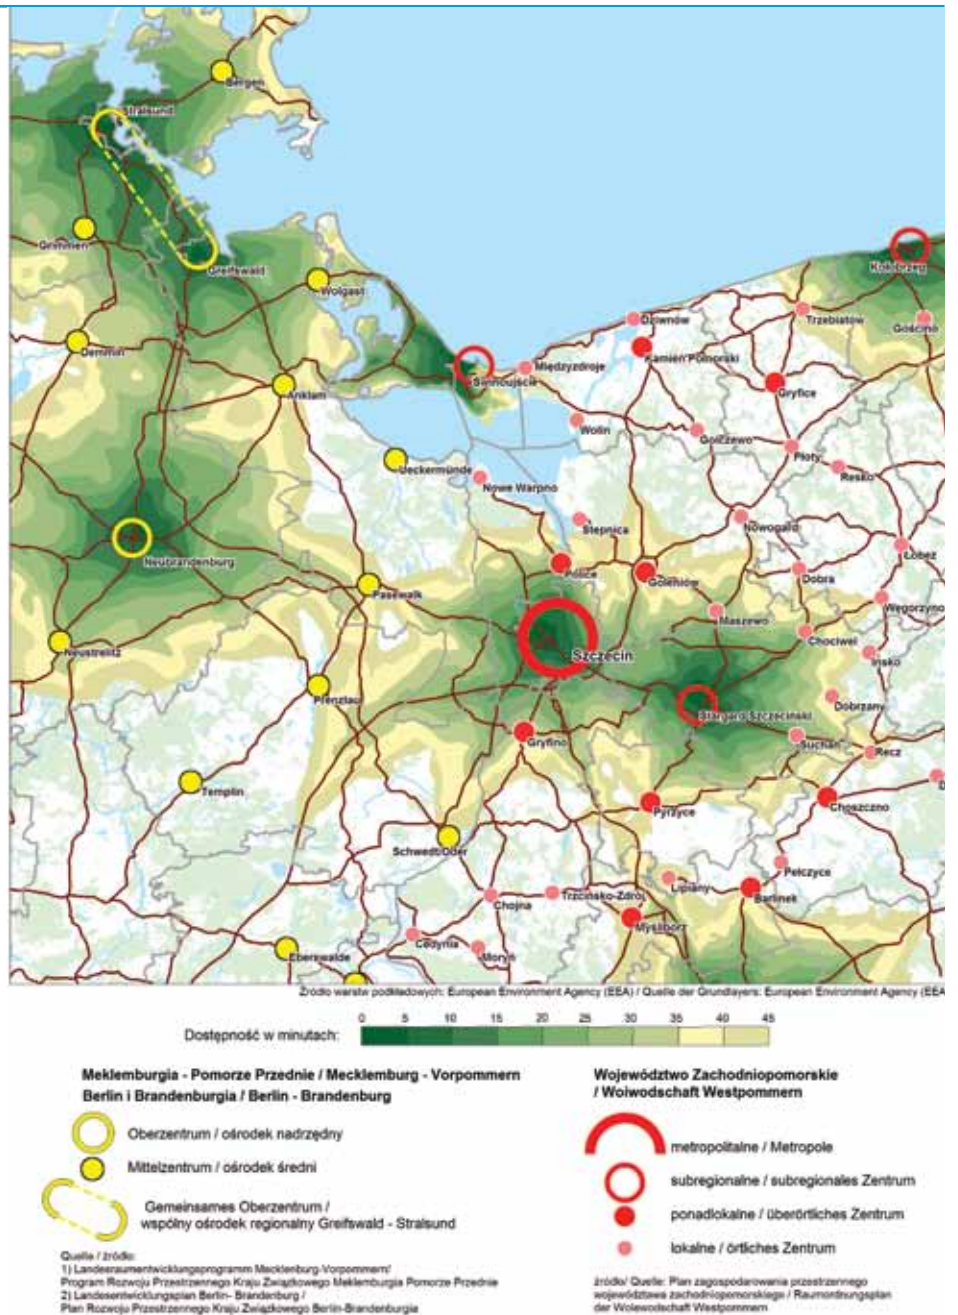 Bergen
Stralsund
Grimmen
Greifswald
Kołobrzeg
Wolgast
Dziwnów
Trzebiatów
Gościno
Demmin
Kamień Pomorski
Międzyzdroje
Świnoujście
Anklam
Gryfice
Wolin
Golczewo
Płoty
Ueckermünde
Resko
Nowe Warpno
Stepnica
Nowogard
Neubrandenburg
Łobez
Police
Goleniów
Dobra
Pasewalk
Węgorzyno
Maszewo
Chociwel
Neustrelitz
Szczecin
Ińsko
Prenzlau
Dobrzany
Stargard Szczeciński
Gryfino
Suchań
Recz
D
Templin
Pyrzyce
Choszczno
Schwedt/Oder
Pełczyce
Lipiany
Barlinek
Chojna
Trzcińsko-Zdrój
Myślibórz
Cedynia
Eberswalde
Moryń
Źródło warstw podkładowych: European Environment Agency (EEA) / Quelle der Grundlayers: European Environment Agency (EEA
0 5 10 15 20 25 30 35 40 45
Dostępność w minutach:
Meklemburgia - Pomorze Przednie / Mecklemburg - Vorpommern
Berlin i Brandenburgia / Berlin - Brandenburg
Oberzentrum / ośrodek nadrzędny
Mittelzentrum / ośrodek średni
Gemeinsames Oberzentrum /
wspólny ośrodek regionalny Greifswald - Stralsund
Quelle / źródło:
1) Landesraumentwicklungsprogramm Mecklenburg-Vorpommern/
Program Rozwoju Przestrzennego Kraju Związkowego Meklemburgia Pomorze Przednie
2) Landesentwicklungsplan Berlin- Brandenburg /
Plan Rozwoju Przestrzennego Kraju Związkowego Berlin-Brandenburgia
Województwo Zachodniopomorskie
/ Woiwodschaft Westpommern
metropolitalne / Metropole
subregionalne / subregionales Zentrum
ponadlokalne / überörtliches Zentrum
lokalne / örtliches Zentrum
źródło/ Quelle: Plan zagospodarowania przestrzennego
województwa zachodniopomorskiego / Raumordnungsplan
der Woiewodschaft Westpommern